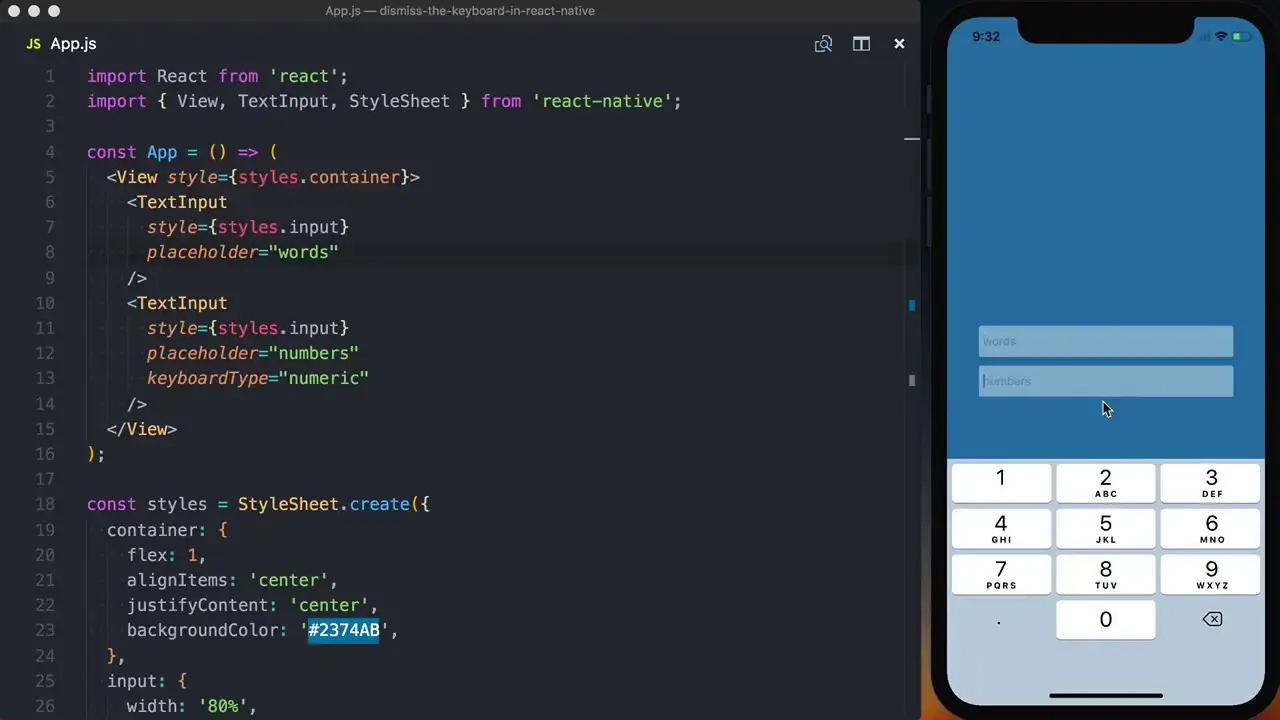 App.js — dismiss-the-keyboard-in-react-native
JS App.js
1 import React from 'react';
2 import { View, TextInput, StyleSheet } from 'react-native';
3
4 const App = () => (
5 <View style={styles.container}>
6 <TextInput
7 style={styles.input}
8 placeholder="words"
9 />
10 <TextInput
11 style={styles.input}
12 placeholder="numbers"
13 keyboardType="numeric"
14 />
15 </View>
16 );
17
18 const styles = StyleSheet.create({
19 container: {
20 flex: 1,
21 alignItems: 'center',
22 justifyContent: 'center',
23 backgroundColor: '#2374AB',
24 },
25 input: {
26 width: '80%',
9:32
words
numbers
1 2 3
ABC DEF
4 5 6
GHI JKL MNO
7 8 9
PQRS TUV WXYZ
. 0